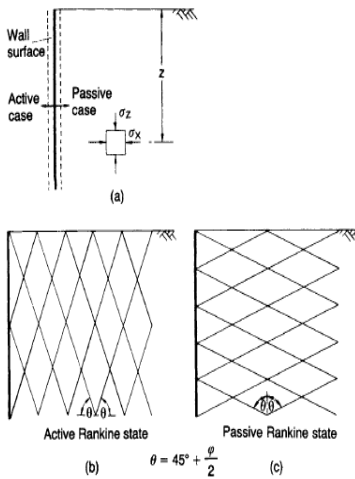 Wall
surface
z
Active
case
Passive
case
σz
σx
(a)
θ θ
θ θ
Active Rankine state
Passive Rankine state
(b)
θ = 45° + φ/2
(c)